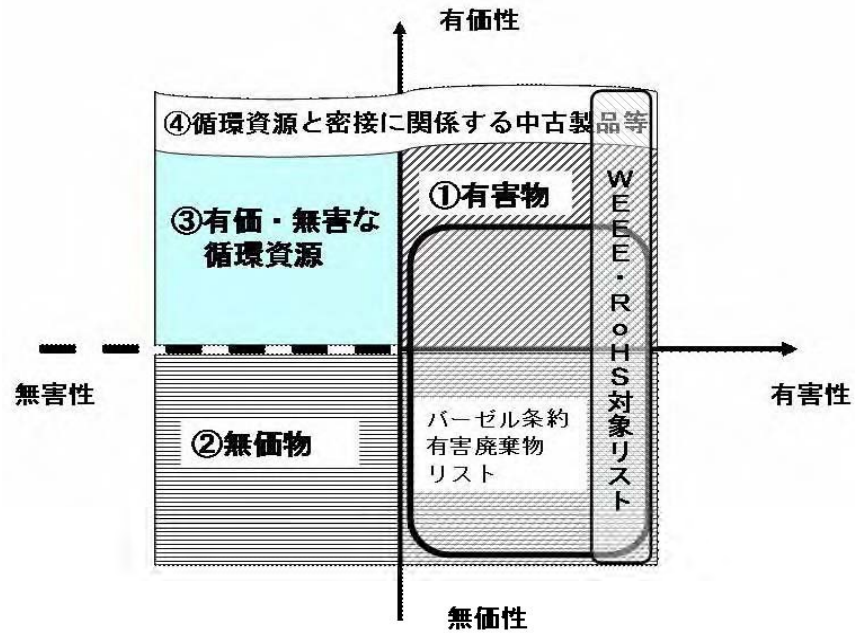 有価性
④循環資源と密接に関係する中古製品等
①有害物
③有価・無害な
循環資源
WEEE・RoHS対象リスト
無害性
有害性
②無価物
バーゼル条約
有害廃棄物
リスト
無価性